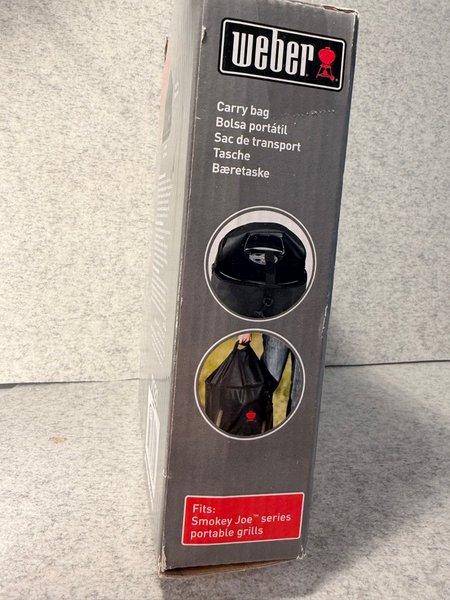 weber
Carry bag
Bolsa portátil
Sac de transport
Tasche
Bæretaske
Fits:
Smokey Joe™ series
portable grills